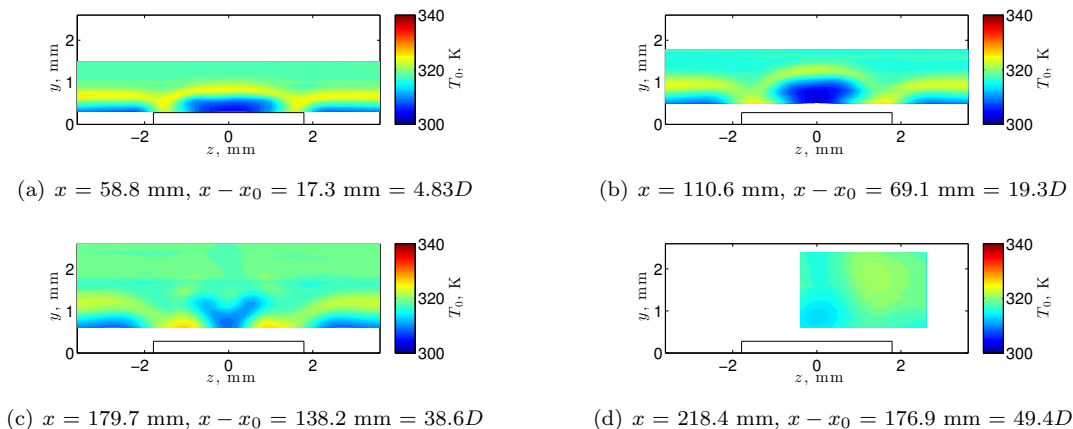 340
2
y, mm
1
0
320
T0, K
300
−2 0 2
z, mm
340
2
y, mm
1
0
320
T0, K
300
−2 0 2
z, mm
(a) x = 58.8 mm, x − x0 = 17.3 mm = 4.83D
(b) x = 110.6 mm, x − x0 = 69.1 mm = 19.3D
340
2
y, mm
1
0
320
T0, K
300
−2 0 2
z, mm
340
2
y, mm
1
0
320
T0, K
300
−2 0 2
z, mm
(c) x = 179.7 mm, x − x0 = 138.2 mm = 38.6D
(d) x = 218.4 mm, x − x0 = 176.9 mm = 49.4D